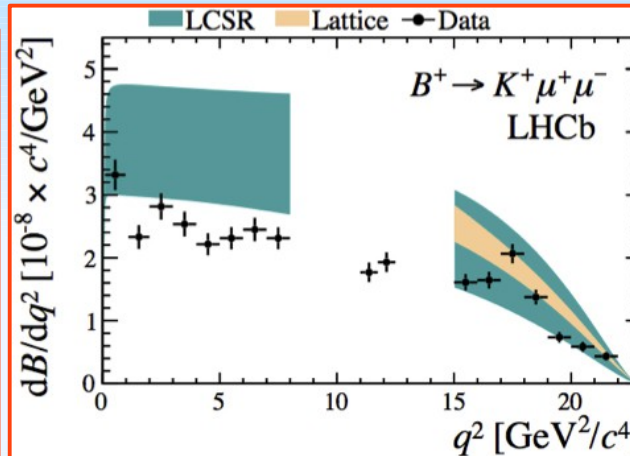 LCSR Lattice Data
dB/dq² [10⁻⁸ × c⁴/GeV²]
5
4
3
2
1
0
B⁺ → K⁺μ⁺μ⁻
LHCb
0 5 10 15 20
q² [GeV²/c⁴]